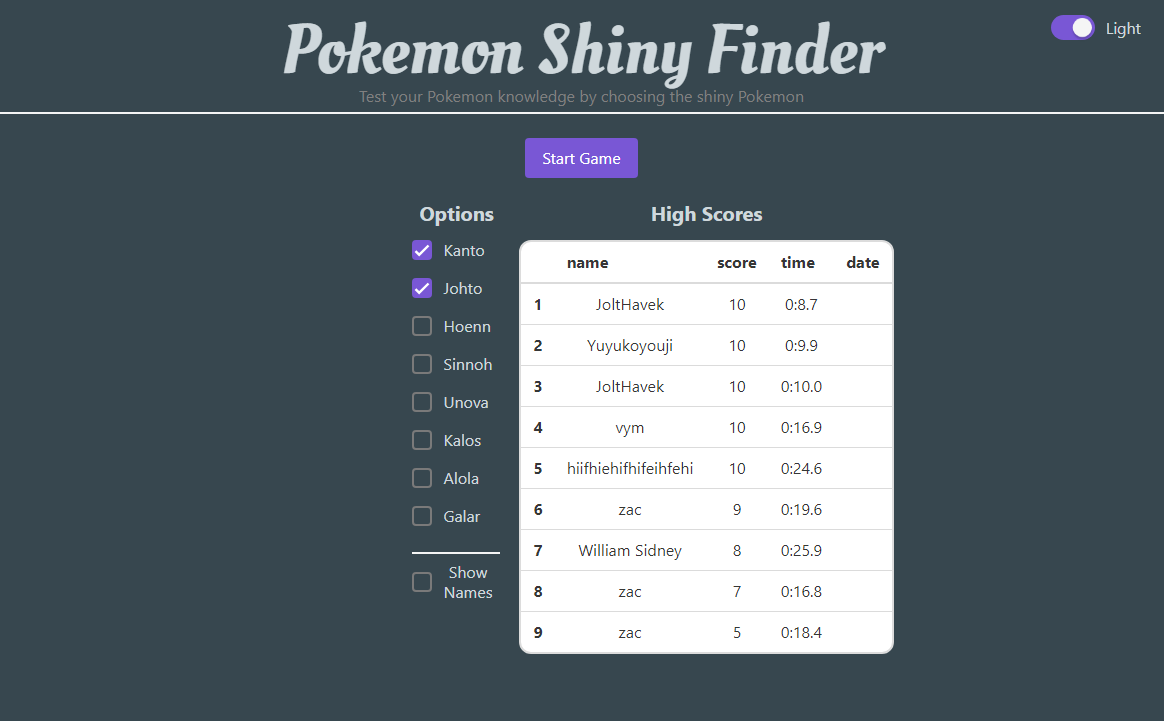 Pokemon Shiny Finder
Light
Test your Pokemon knowledge by choosing the shiny Pokemon
Start Game
Options
Kanto
Johto
Hoenn
Sinnoh
Unova
Kalos
Alola
Galar
Show
Names
High Scores
name score time date
1 JoltHavek 10 0:8.7
2 Yuyukoyouji 10 0:9.9
3 JoltHavek 10 0:10.0
4 vym 10 0:16.9
5 hiifhiehifhifeihfehi 10 0:24.6
6 zac 9 0:19.6
7 William Sidney 8 0:25.9
8 zac 7 0:16.8
9 zac 5 0:18.4